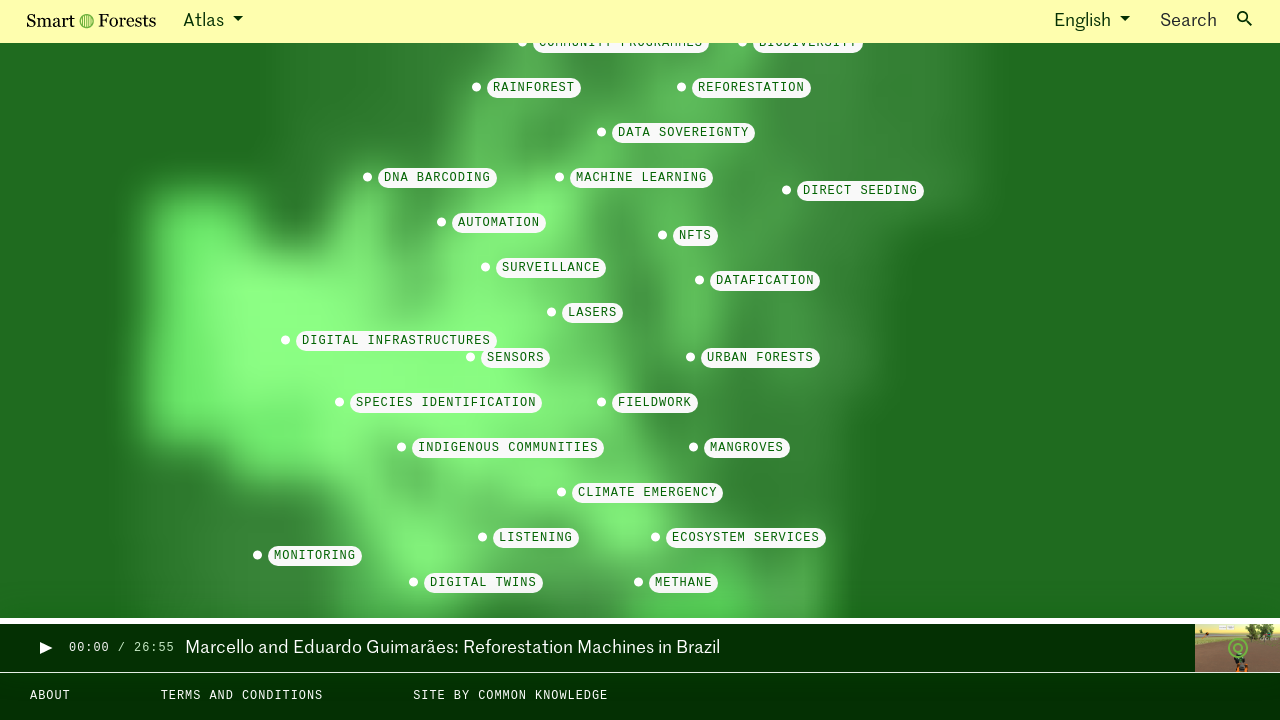 Smart Forests
Atlas
English
Search
COMMUNITY PROGRAMMES
BIODIVERSITY
RAINFOREST
REFORESTATION
DATA SOVEREIGNTY
DNA BARCODING
MACHINE LEARNING
DIRECT SEEDING
AUTOMATION
NFTS
SURVEILLANCE
DATAFICATION
LASERS
DIGITAL INFRASTRUCTURES
SENSORS
URBAN FORESTS
SPECIES IDENTIFICATION
FIELDWORK
INDIGENOUS COMMUNITIES
MANGROVES
CLIMATE EMERGENCY
LISTENING
ECOSYSTEM SERVICES
MONITORING
DIGITAL TWINS
METHANE
00:00 / 26:55
Marcello and Eduardo Guimarães: Reforestation Machines in Brazil
ABOUT
TERMS AND CONDITIONS
SITE BY COMMON KNOWLEDGE